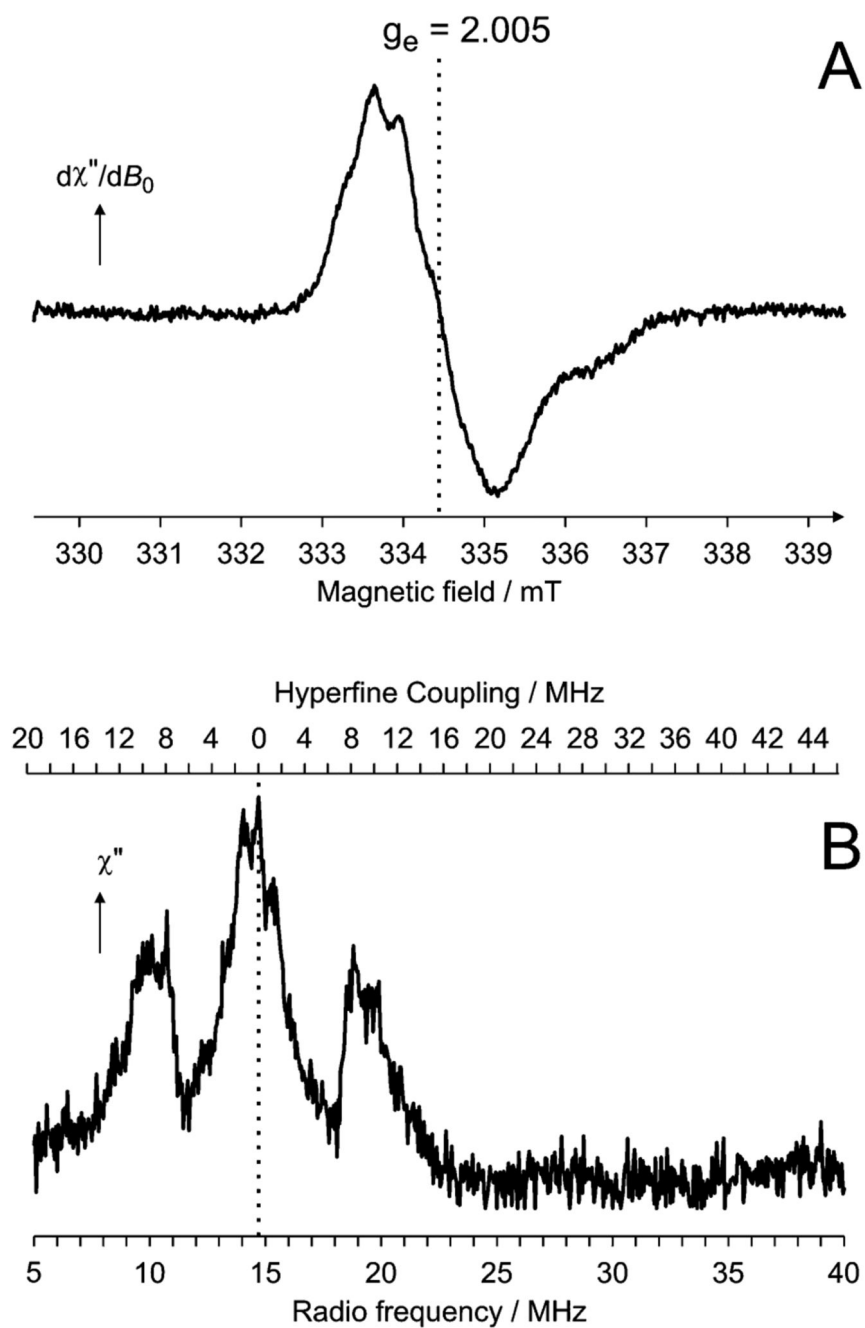 gₑ = 2.005
A
dχ"/dB₀
330 331 332 333 334 335 336 337 338 339
Magnetic field / mT
Hyperfine Coupling / MHz
20 16 12 8 4 0 4 8 12 16 20 24 28 32 36 40 42 44
B
χ"
5 10 15 20 25 30 35 40
Radio frequency / MHz